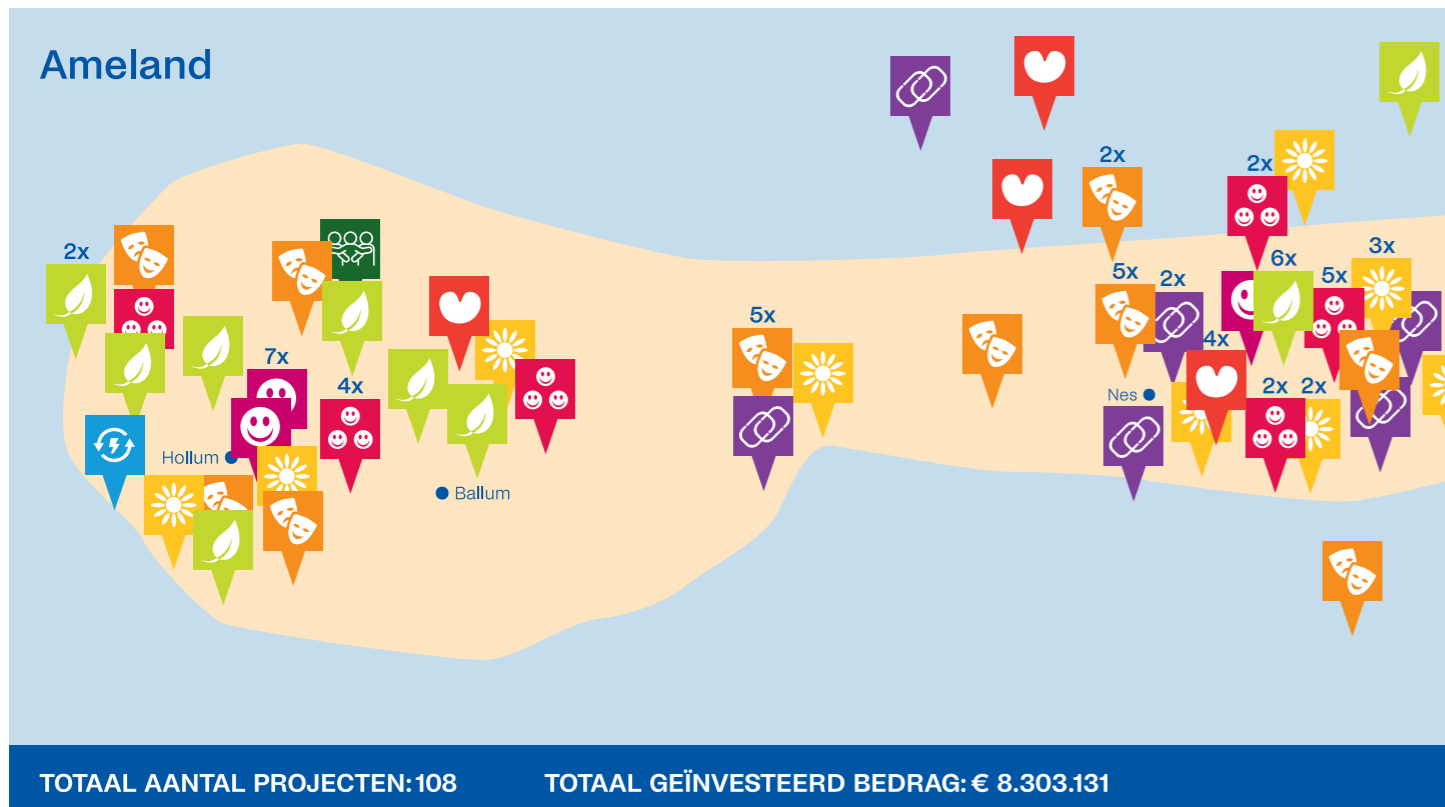 Ameland
2x
2x
2x
3x
6x
5x
2x
5x
5x
4x
7x
4x
2x
2x
Nes
Hollum
Ballum
TOTAAL AANTAL PROJECTEN: 108
TOTAAL GEÏNVESTEERD BEDRAG: € 8.303.131